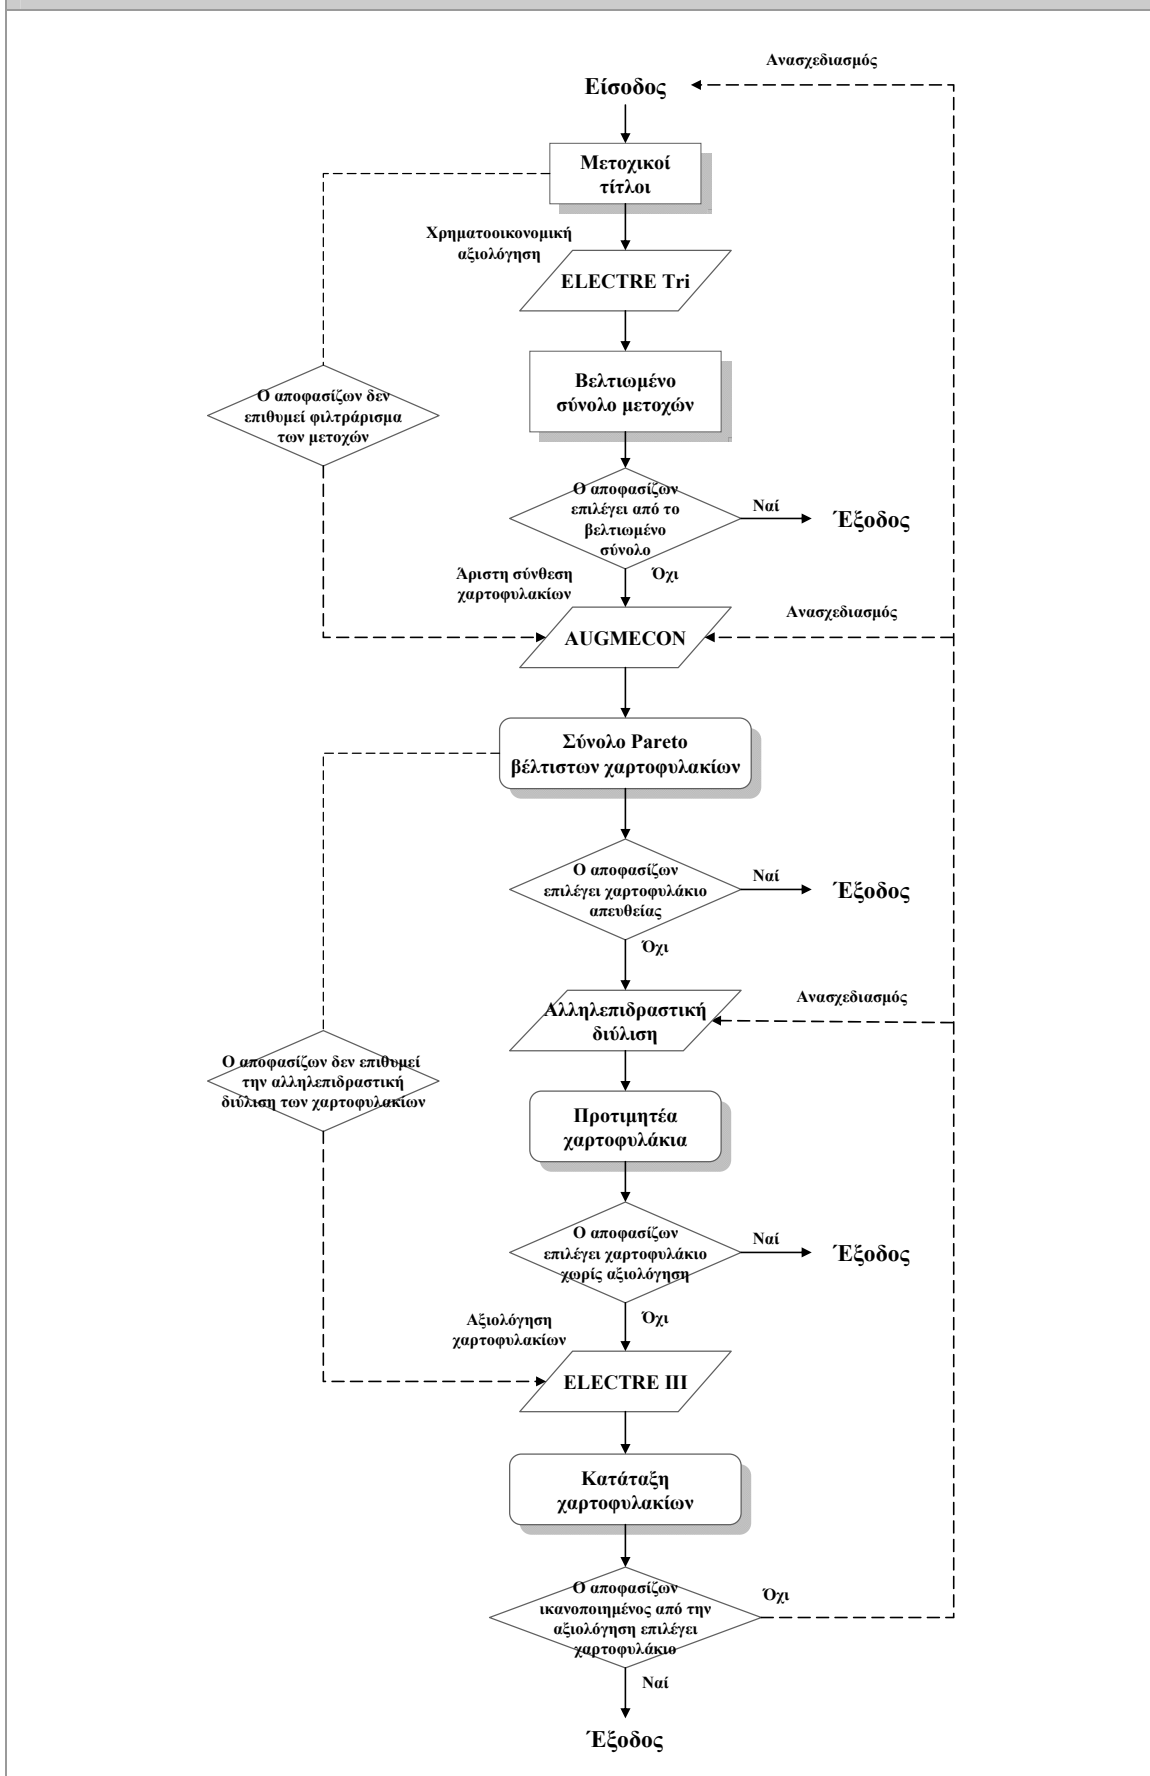 Ανασχεδιασμός
Είσοδος
Μετοχικοί
τίτλοι
Χρηματοοικονομική
αξιολόγηση
ELECTRE Tri
Βελτιωμένο
σύνολο μετοχών
Ο αποφασίζων δεν
επιθυμεί φιλτράρισμα
των μετοχών
Ο αποφασίζων
επιλέγει από το
βελτιωμένο
σύνολο
Ναί
Έξοδος
Όχι
Άριστη σύνθεση
χαρτοφυλακίων
AUGMECON
Ανασχεδιασμός
Σύνολο Pareto
βέλτιστων χαρτοφυλακίων
Ο αποφασίζων
επιλέγει χαρτοφυλάκιο
απευθείας
Ναί
Έξοδος
Όχι
Αλληλεπιδραστική
διύλιση
Ανασχεδιασμός
Ο αποφασίζων δεν επιθυμεί
την αλληλεπιδραστική
διύλιση των χαρτοφυλακίων
Προτιμητέα
χαρτοφυλάκια
Ο αποφασίζων
επιλέγει χαρτοφυλάκιο
χωρίς αξιολόγηση
Ναί
Έξοδος
Όχι
Αξιολόγηση
χαρτοφυλακίων
ELECTRE III
Κατάταξη
χαρτοφυλακίων
Ο αποφασίζων
ικανοποιημένος από την
αξιολόγηση επιλέγει
χαρτοφυλάκιο
Όχι
Ναί
Έξοδος